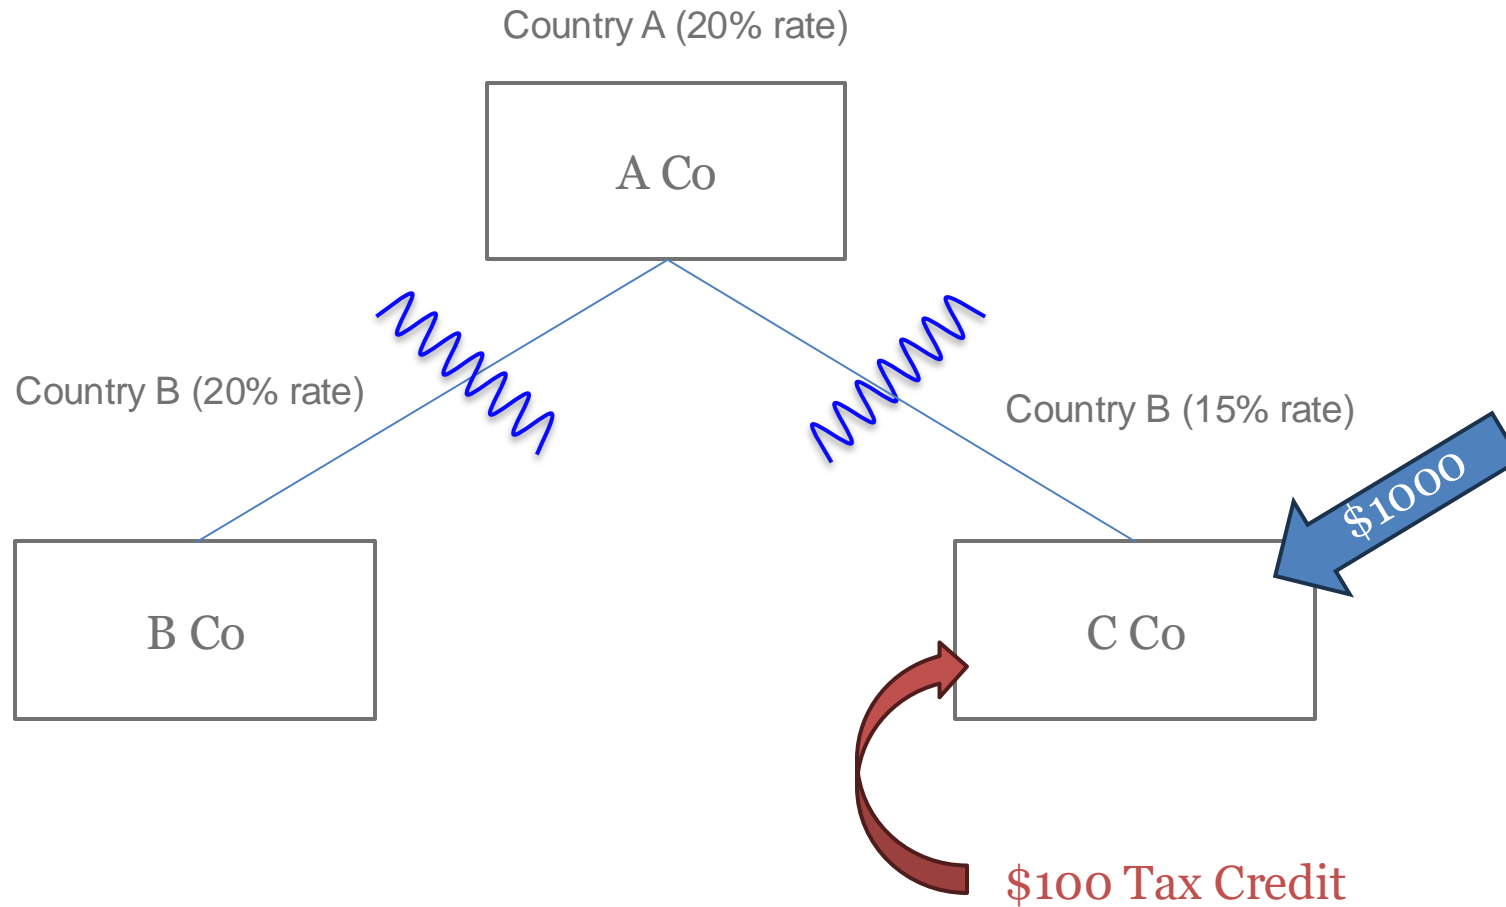 Country A (20% rate)
A Co
Country B (20% rate)
Country B (15% rate)
$1000
B Co
C Co
$100 Tax Credit